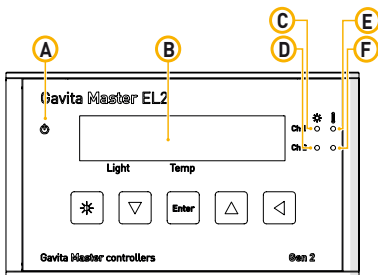 A
B
C
D
E
F
Gavita Master EL2
Ch1
Ch2
Light Temp
Enter
Gavita Master controllers Gen 2